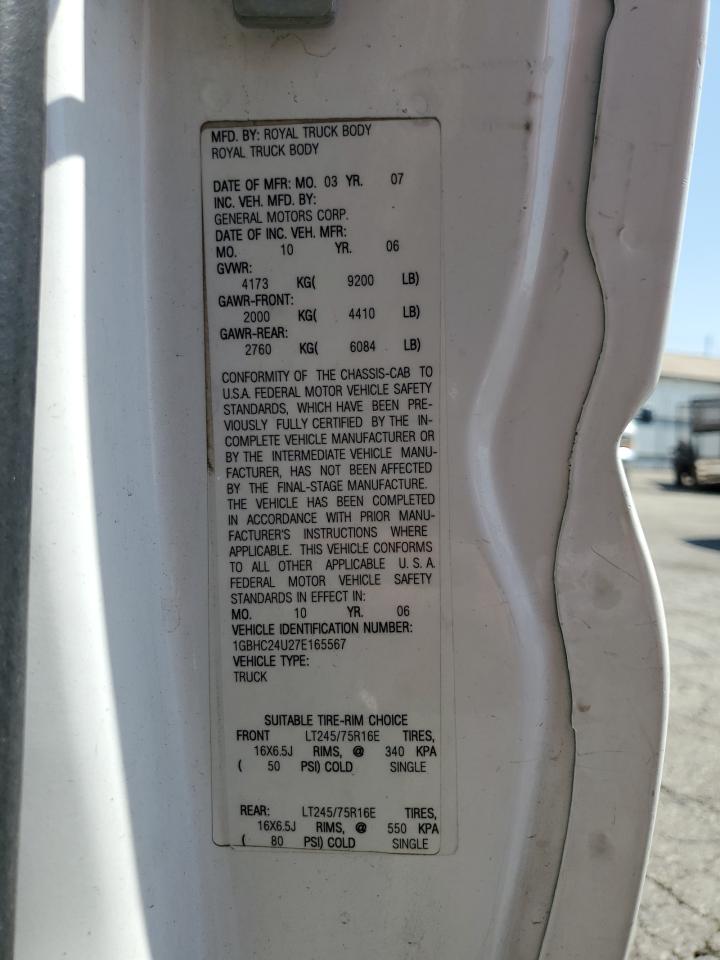 MFD. BY: ROYAL TRUCK BODY
ROYAL TRUCK BODY
DATE OF MFR: MO. 03 YR. 07
INC. VEH. MFD. BY:
GENERAL MOTORS CORP.
DATE OF INC. VEH. MFR:
MO. 10 YR. 06
GVWR:
4173 KG( 9200 LB)
GAWR-FRONT:
2000 KG( 4410 LB)
GAWR-REAR:
2760 KG( 6084 LB)
CONFORMITY OF THE CHASSIS-CAB TO
U.S.A. FEDERAL MOTOR VEHICLE SAFETY
STANDARDS, WHICH HAVE BEEN PRE-
VIOUSLY FULLY CERTIFIED BY THE IN-
COMPLETE VEHICLE MANUFACTURER OR
BY THE INTERMEDIATE VEHICLE MANU-
FACTURER, HAS NOT BEEN AFFECTED
BY THE FINAL-STAGE MANUFACTURE.
THE VEHICLE HAS BEEN COMPLETED
IN ACCORDANCE WITH PRIOR MANU-
FACTURER'S INSTRUCTIONS WHERE
APPLICABLE. THIS VEHICLE CONFORMS
TO ALL OTHER APPLICABLE U. S. A.
FEDERAL MOTOR VEHICLE SAFETY
STANDARDS IN EFFECT IN:
MO. 10 YR. 06
VEHICLE IDENTIFICATION NUMBER:
1GBHC24U27E165567
VEHICLE TYPE:
TRUCK
SUITABLE TIRE-RIM CHOICE
FRONT LT245/75R16E TIRES,
16X6.5J RIMS, @ 340 KPA
( 50 PSI) COLD SINGLE
REAR: LT245/75R16E TIRES,
16X6.5J RIMS, @ 550 KPA
( 80 PSI) COLD SINGLE